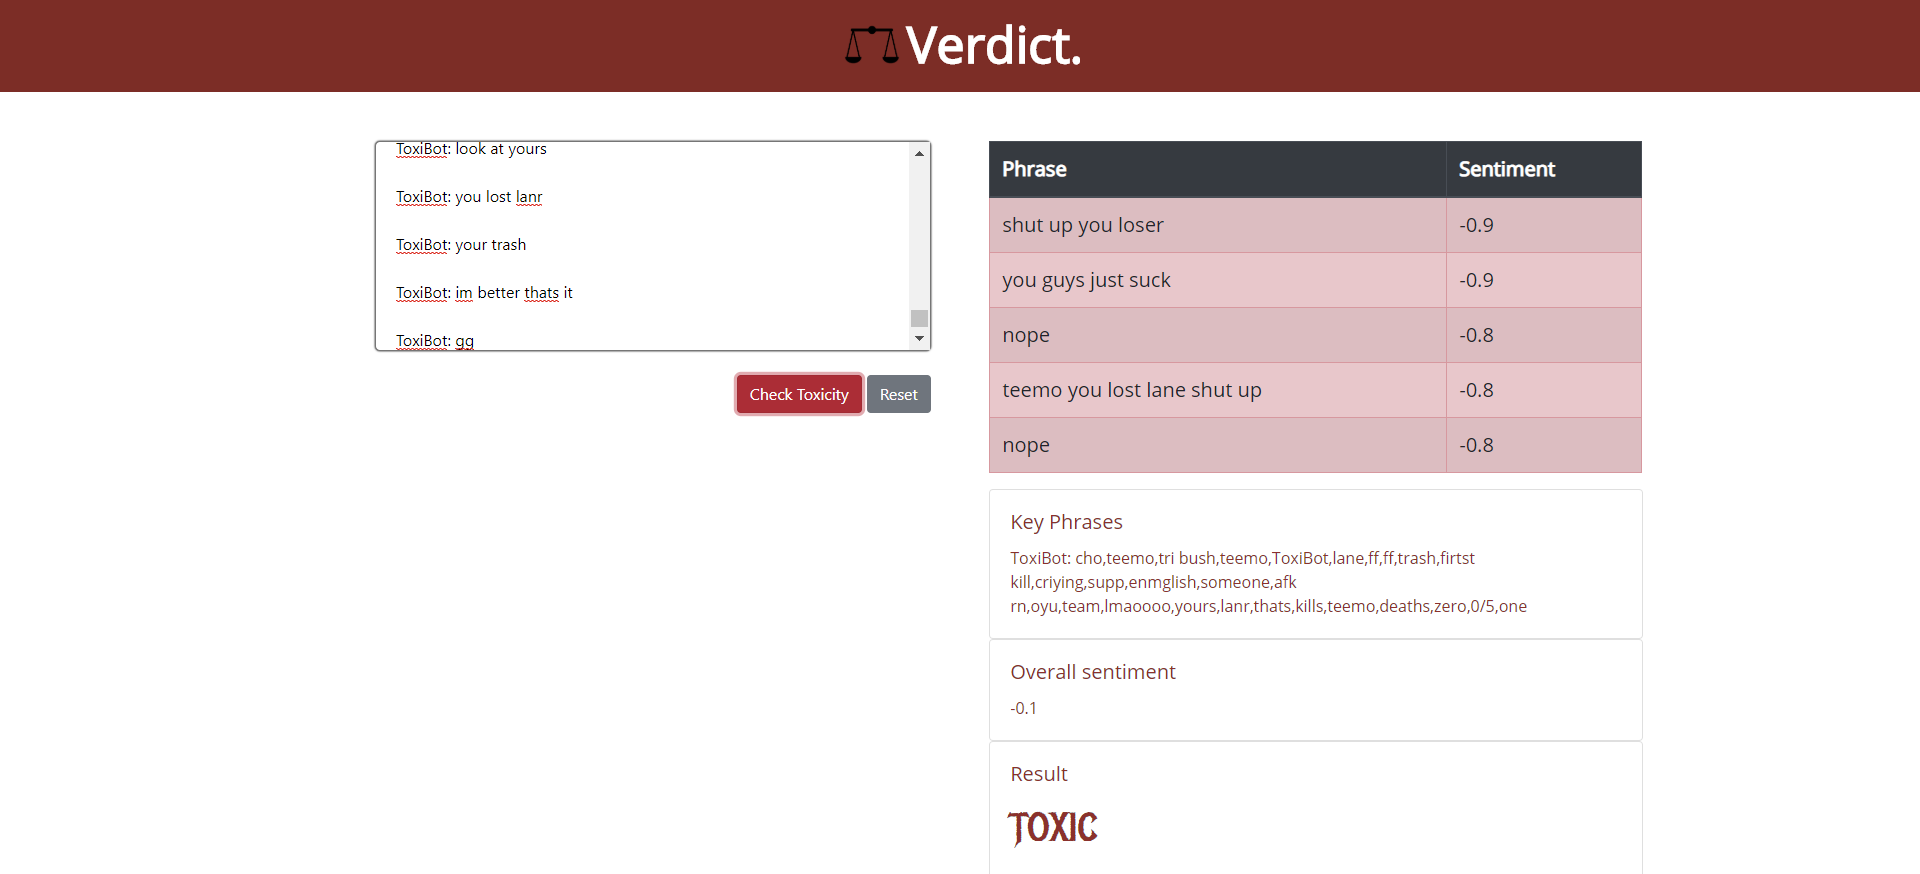 Verdict.
ToxiBot: look at yours
ToxiBot: you lost lanr
ToxiBot: your trash
ToxiBot: im better thats it
ToxiBot: gg
Check Toxicity
Reset
Phrase Sentiment
shut up you loser -0.9
you guys just suck -0.9
nope -0.8
teemo you lost lane shut up -0.8
nope -0.8
Key Phrases
ToxiBot: cho,teemo,tri bush,teemo,ToxiBot,lane,ff,ff,trash,firtst
kill,criying,supp,enmglish,someone,afk
rn,oyu,team,lmaoooo,yours,lanr,thats,kills,teemo,deaths,zero,0/5,one
Overall sentiment
-0.1
Result
TOXIC